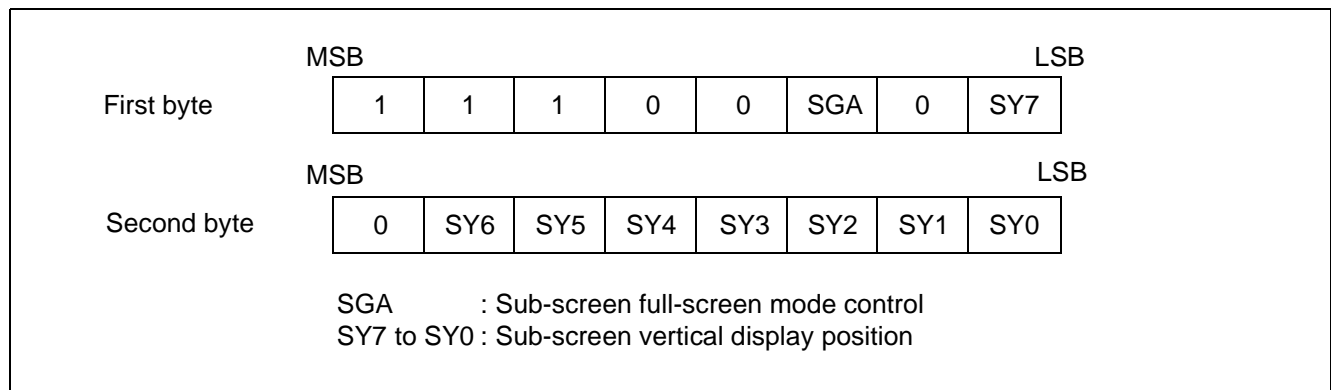 MSB LSB
First byte 1 1 1 0 0 SGA 0 SY7
MSB LSB
Second byte 0 SY6 SY5 SY4 SY3 SY2 SY1 SY0
SGA : Sub-screen full-screen mode control
SY7 to SY0 : Sub-screen vertical display position